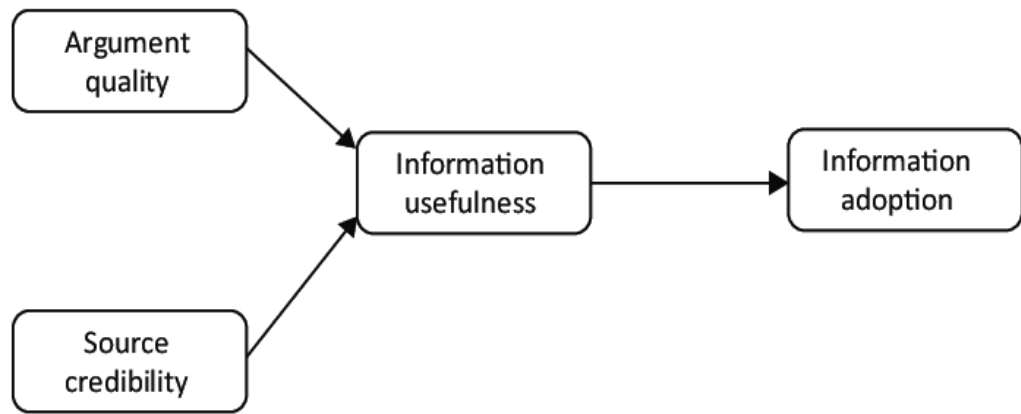 Argument
quality
Information
usefulness
Information
adoption
Source
credibility